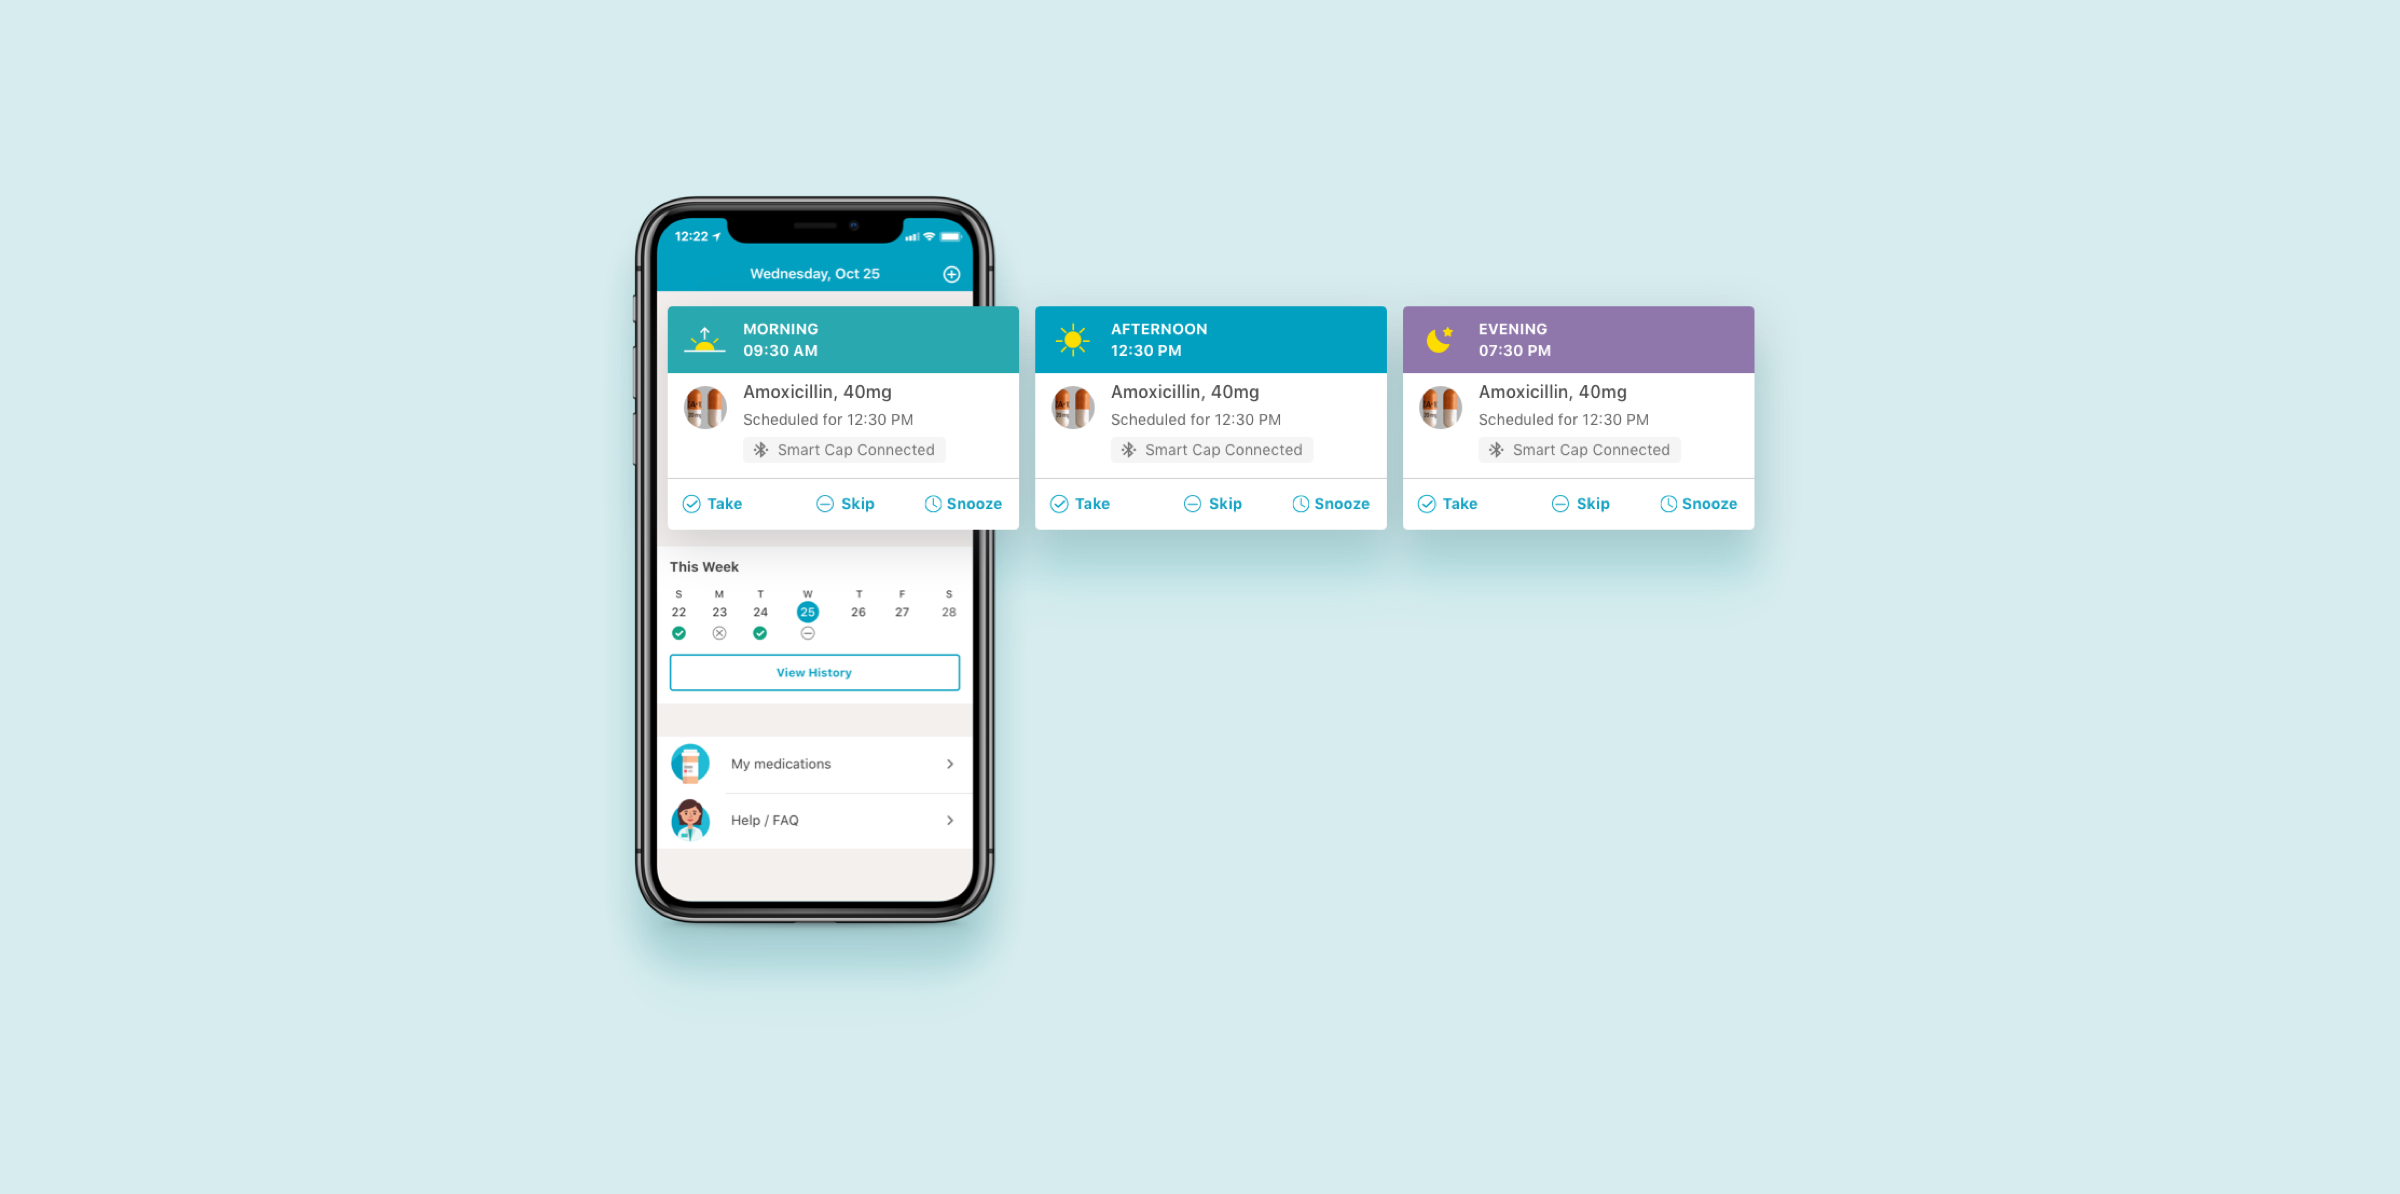 12:22
Wednesday, Oct 25
MORNING
09:30 AM
Amoxicillin, 40mg
Scheduled for 12:30 PM
Smart Cap Connected
Take Skip Snooze
AFTERNOON
12:30 PM
Amoxicillin, 40mg
Scheduled for 12:30 PM
Smart Cap Connected
Take Skip Snooze
EVENING
07:30 PM
Amoxicillin, 40mg
Scheduled for 12:30 PM
Smart Cap Connected
Take Skip Snooze
This Week
S M T W T F S
22 23 24 25 26 27 28
View History
My medications
Help / FAQ